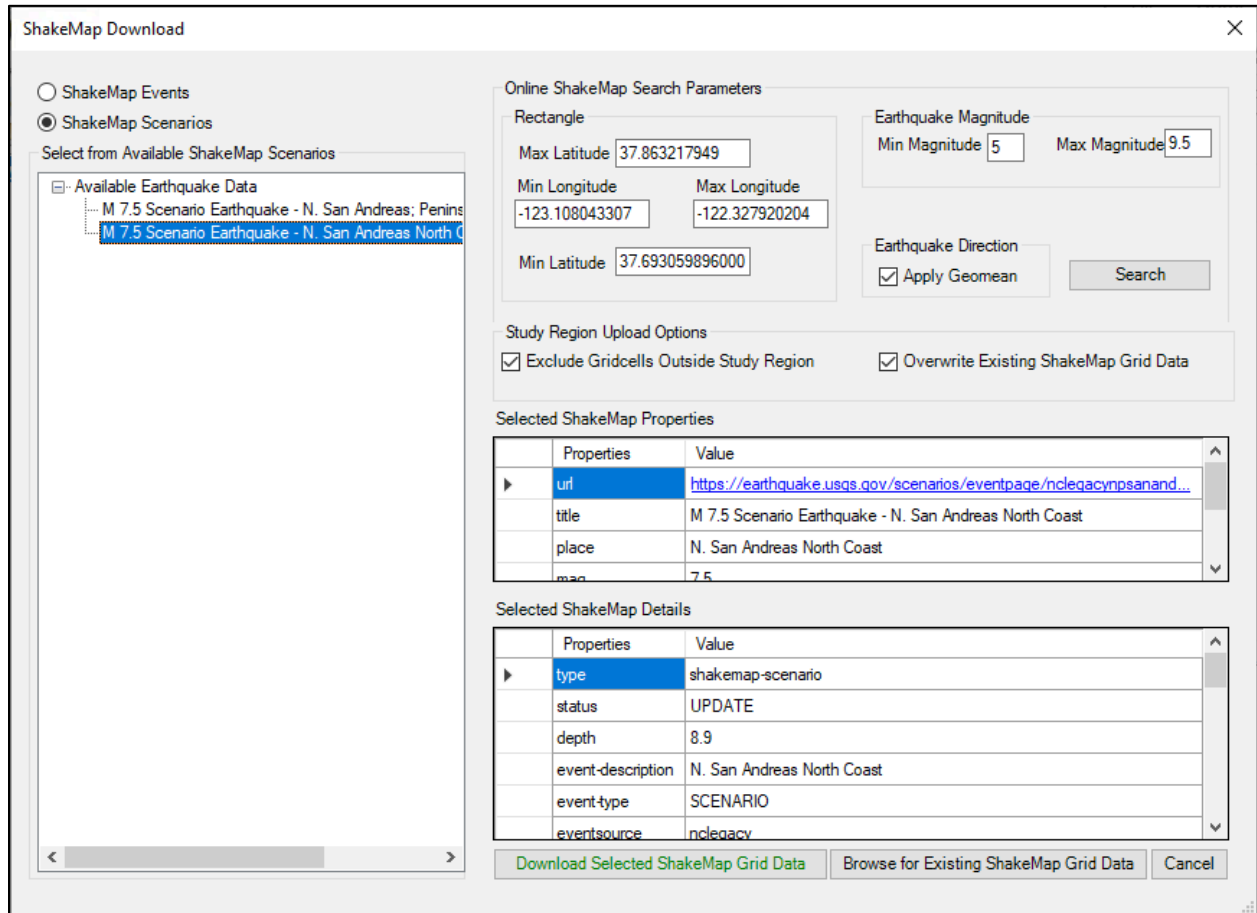 ShakeMap Download
ShakeMap Events
ShakeMap Scenarios
Select from Available ShakeMap Scenarios
Available Earthquake Data
M 7.5 Scenario Earthquake - N. San Andreas; Penins
M 7.5 Scenario Earthquake - N. San Andreas North C
Online ShakeMap Search Parameters
Rectangle
Max Latitude 37.863217949
Min Longitude Max Longitude
-123.108043307 -122.327920204
Min Latitude 37.693059896000
Earthquake Magnitude
Min Magnitude 5 Max Magnitude 9.5
Earthquake Direction
Apply Geomean
Search
Study Region Upload Options
Exclude Gridcells Outside Study Region Overwrite Existing ShakeMap Grid Data
Selected ShakeMap Properties
Properties Value
url https://earthquake.usgs.gov/scenarios/eventpage/nclegacynpsanand...
title M 7.5 Scenario Earthquake - N. San Andreas North Coast
place N. San Andreas North Coast
mag 7.5
Selected ShakeMap Details
Properties Value
type shakemap-scenario
status UPDATE
depth 8.9
event-description N. San Andreas North Coast
event-type SCENARIO
eventsource nclegacy
Download Selected ShakeMap Grid Data Browse for Existing ShakeMap Grid Data Cancel